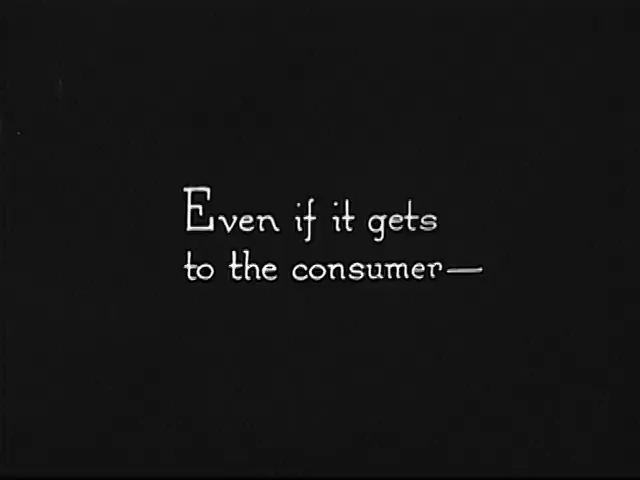 Even if it gets
to the consumer—